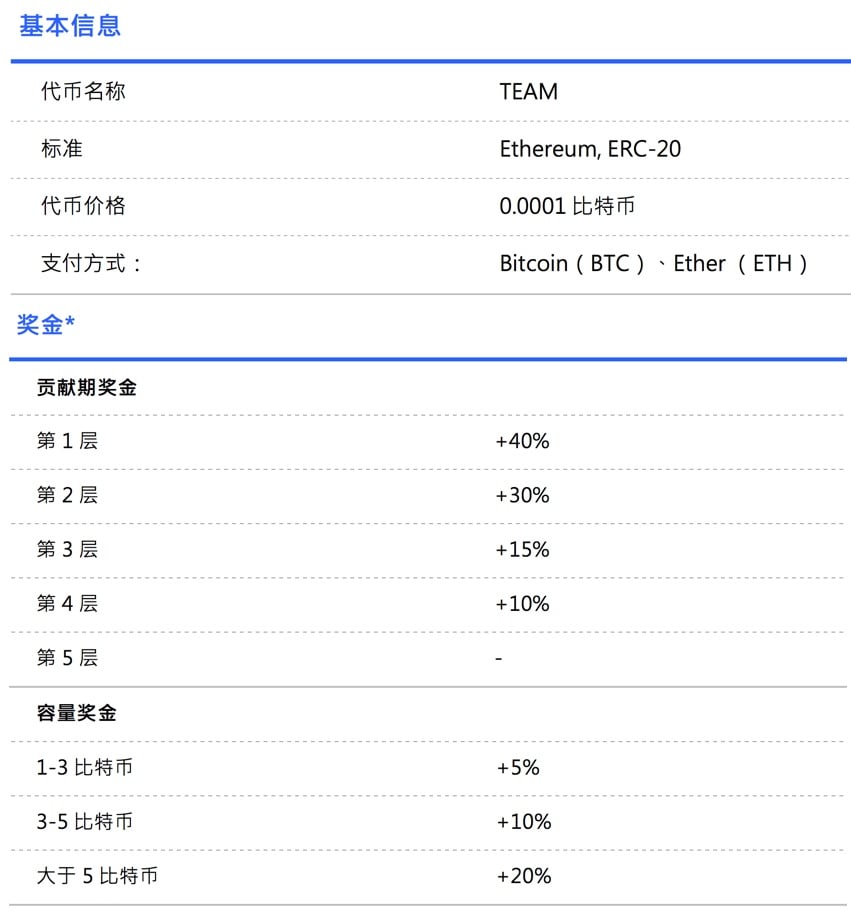 基本信息
代币名称 TEAM
标准 Ethereum, ERC-20
代币价格 0.0001 比特币
支付方式： Bitcoin（BTC）、Ether （ETH）
奖金*
贡献期奖金
第 1 层 +40%
第 2 层 +30%
第 3 层 +15%
第 4 层 +10%
第 5 层 -
容量奖金
1-3 比特币 +5%
3-5 比特币 +10%
大于 5 比特币 +20%